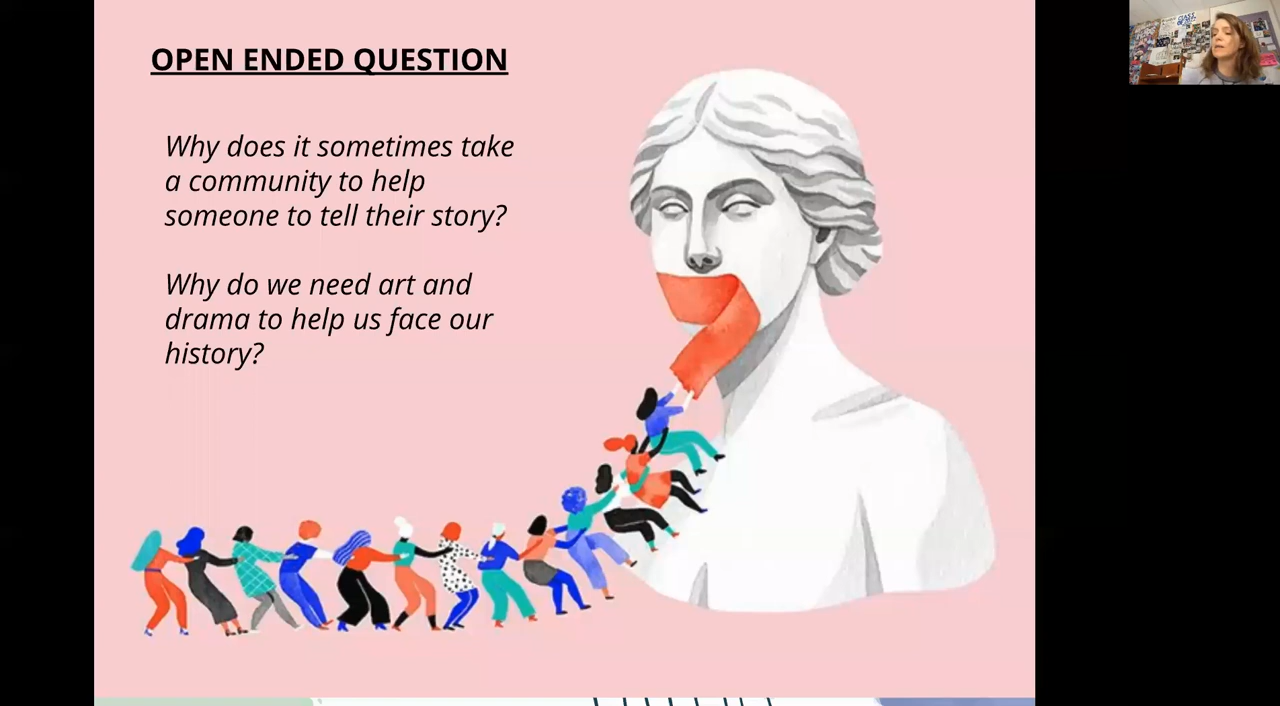 OPEN ENDED QUESTION
Why does it sometimes take
a community to help
someone to tell their story?
Why do we need art and
drama to help us face our
history?